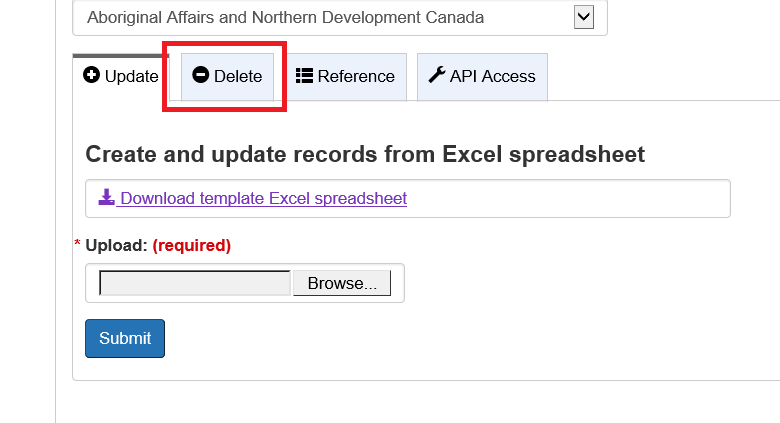 Aboriginal Affairs and Northern Development Canada
Update Delete Reference API Access
Create and update records from Excel spreadsheet
Download template Excel spreadsheet
* Upload: (required)
Browse...
Submit